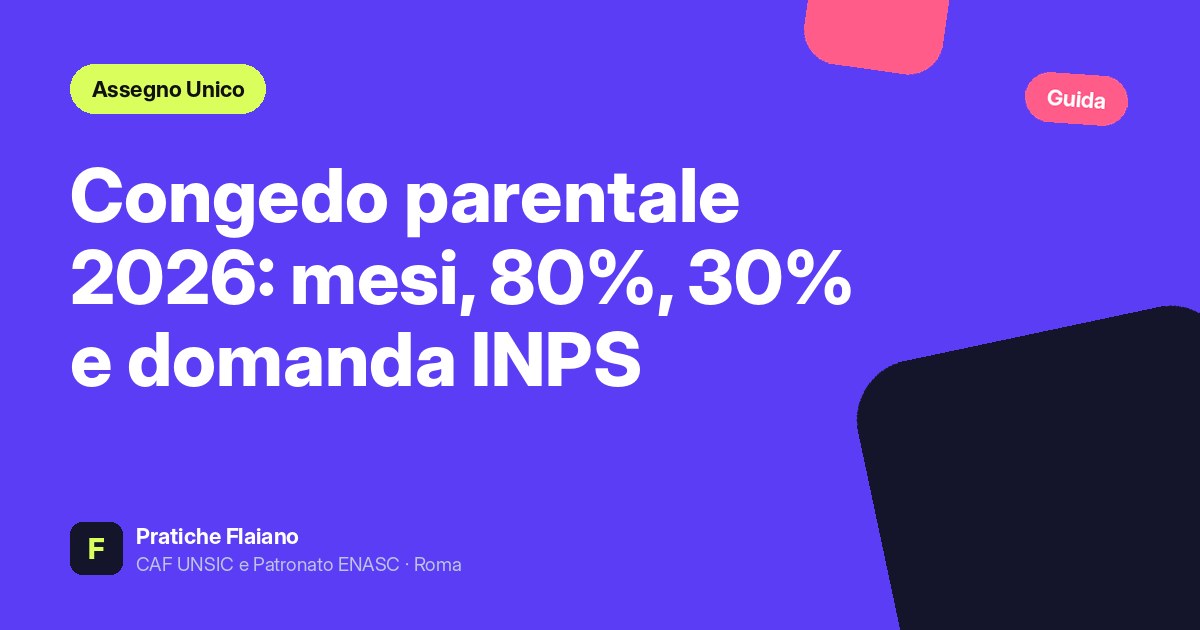 Assegno Unico
Guida
Congedo parentale
2026: mesi, 80%, 30%
e domanda INPS
F
Pratiche Flaiano
CAF UNSIC e Patronato ENASC · Roma